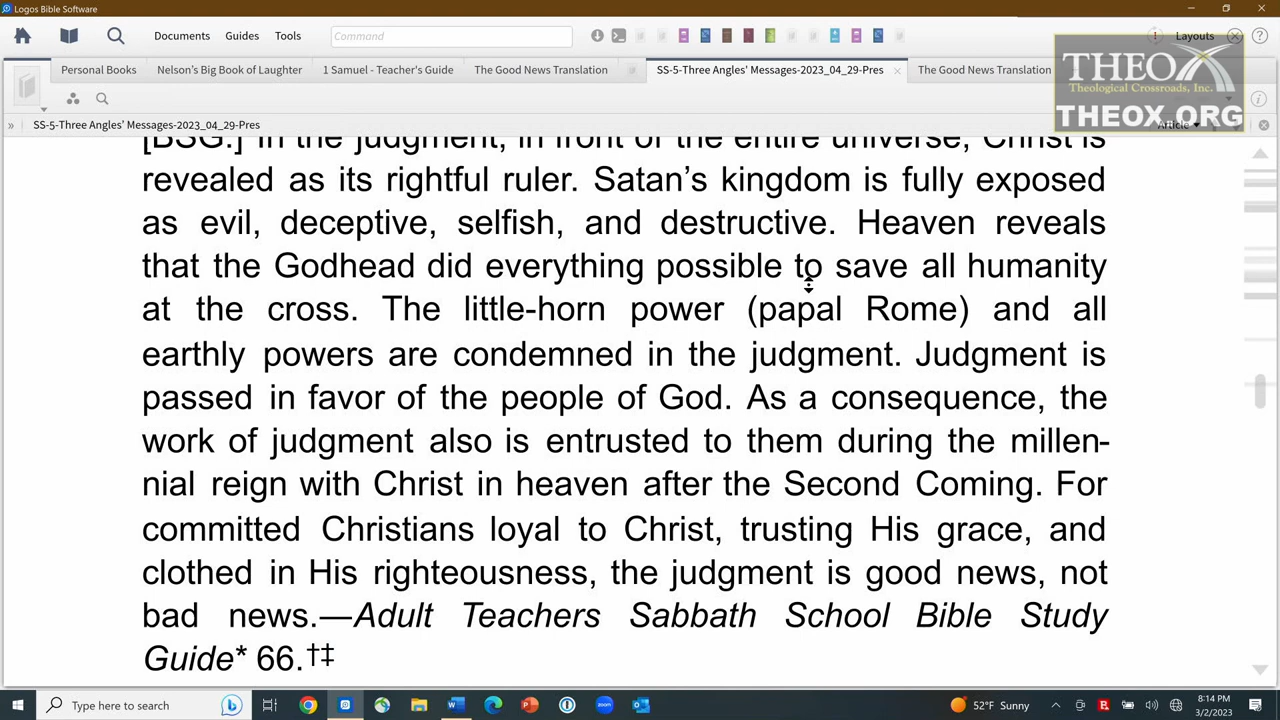 Logos Bible Software
Documents Guides Tools Command Layouts
Personal Books Nelson's Big Book of Laughter 1 Samuel - Teacher's Guide The Good News Translation SS-5-Three Angles' Messages-2023_04_29-Pres The Good News Translation
THEOX
Theological Crossroads, Inc.
THEOX.ORG
SS-5-Three Angles' Messages-2023_04_29-Pres Article
[BSG:] In the judgment, in front of the entire universe, Christ is
revealed as its rightful ruler. Satan's kingdom is fully exposed
as evil, deceptive, selfish, and destructive. Heaven reveals
that the Godhead did everything possible to save all humanity
at the cross. The little-horn power (papal Rome) and all
earthly powers are condemned in the judgment. Judgment is
passed in favor of the people of God. As a consequence, the
work of judgment also is entrusted to them during the millen-
nial reign with Christ in heaven after the Second Coming. For
committed Christians loyal to Christ, trusting His grace, and
clothed in His righteousness, the judgment is good news, not
bad news.—Adult Teachers Sabbath School Bible Study
Guide* 66.†‡
Type here to search 52°F Sunny 8:14 PM
3/2/2023